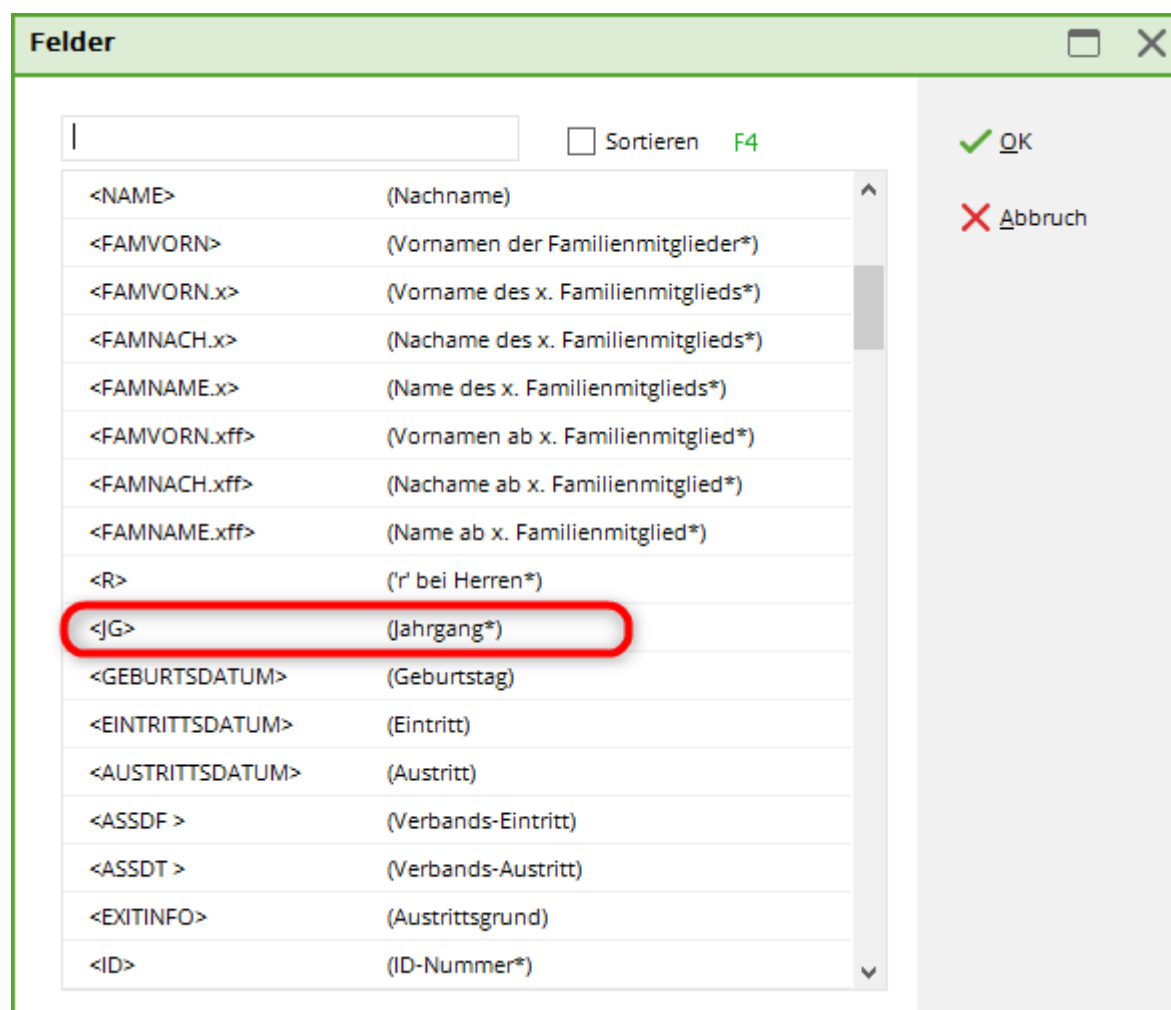 Felder
Sortieren F4
OK
Abbruch
<NAME> (Nachname)
<FAMVORN> (Vornamen der Familienmitglieder*)
<FAMVORN.x> (Vorname des x. Familienmitglieds*)
<FAMNACH.x> (Nachame des x. Familienmitglieds*)
<FAMNAME.x> (Name des x. Familienmitglieds*)
<FAMVORN.xff> (Vornamen ab x. Familienmitglied*)
<FAMNACH.xff> (Nachame ab x. Familienmitglied*)
<FAMNAME.xff> (Name ab x. Familienmitglied*)
<R> ('r' bei Herren*)
<JG> (Jahrgang*)
<GEBURTSDATUM> (Geburtstag)
<EINTRITTSDATUM> (Eintritt)
<AUSTRITTSDATUM> (Austritt)
<ASSDF > (Verbands-Eintritt)
<ASSDT > (Verbands-Austritt)
<EXITINFO> (Austrittsgrund)
<ID> (ID-Nummer*)